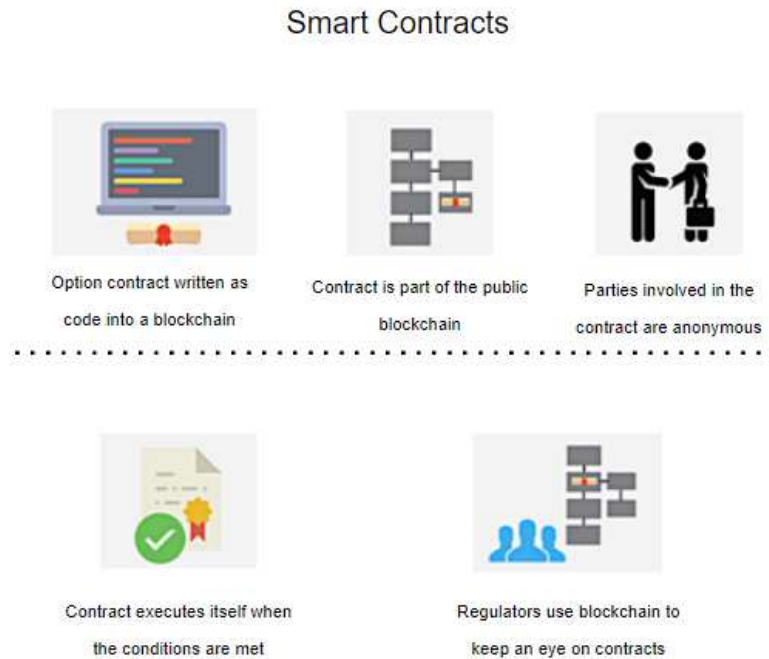 Smart Contracts
Option contract written as
code into a blockchain
Contract is part of the public
blockchain
Parties involved in the
contract are anonymous
Contract executes itself when
the conditions are met
Regulators use blockchain to
keep an eye on contracts